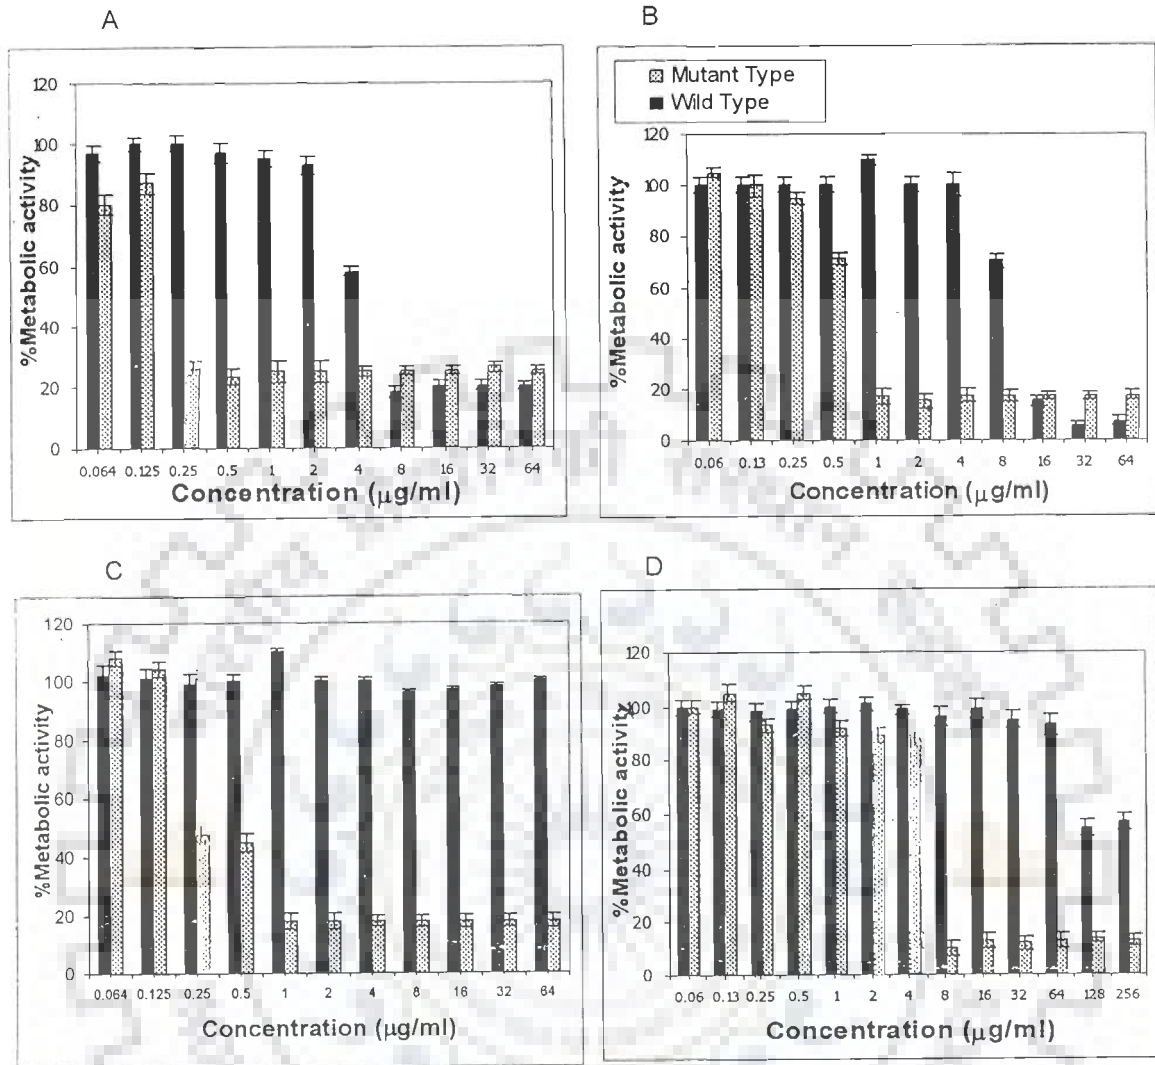 A
120
100
80
60
40
20
0
%Metabolic activity
0.064 0.125 0.25 0.5 1 2 4 8 16 32 64
Concentration (μg/ml)
B
Mutant Type
Wild Type
120
100
80
60
40
20
0
%Metabolic activity
0.06 0.13 0.25 0.5 1 2 4 8 16 32 64
Concentration (μg/ml)
C
120
100
80
60
40
20
0
%Metabolic activity
0.064 0.125 0.25 0.5 1 2 4 8 16 32 64
Concentration (μg/ml)
D
120
100
80
60
40
20
0
%Metabolic activity
0.06 0.13 0.25 0.5 1 2 4 8 16 32 64 128 256
Concentration (μg/ml)